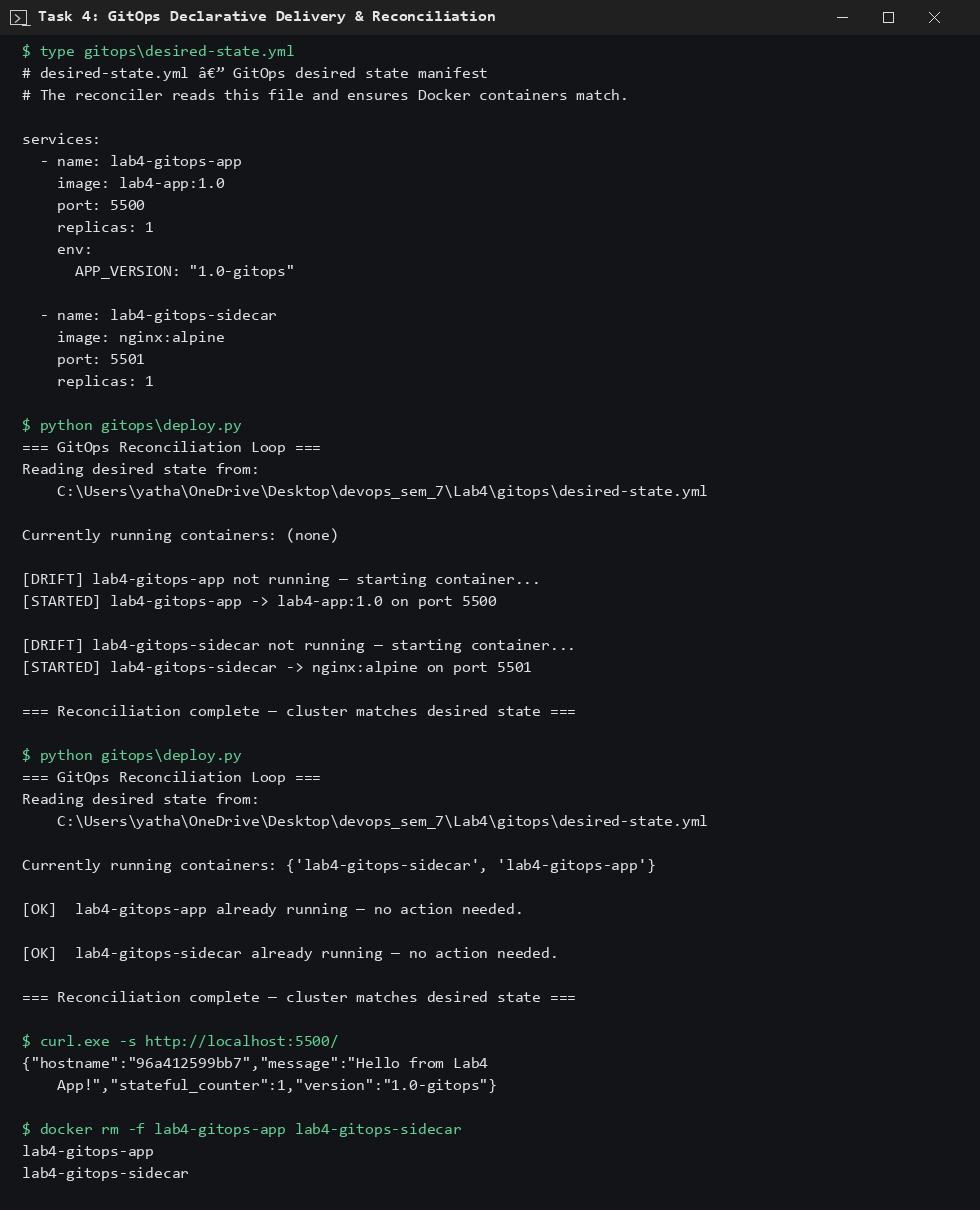 Task 4: GitOps Declarative Delivery & Reconciliation
$ type gitops\desired-state.yml
# desired-state.yml â€” GitOps desired state manifest
# The reconciler reads this file and ensures Docker containers match.

services:
  - name: lab4-gitops-app
    image: lab4-app:1.0
    port: 5500
    replicas: 1
    env:
      APP_VERSION: "1.0-gitops"

  - name: lab4-gitops-sidecar
    image: nginx:alpine
    port: 5501
    replicas: 1

$ python gitops\deploy.py
=== GitOps Reconciliation Loop ===
Reading desired state from:
    C:\Users\yatha\OneDrive\Desktop\devops_sem_7\Lab4\gitops\desired-state.yml

Currently running containers: (none)

[DRIFT] lab4-gitops-app not running — starting container...
[STARTED] lab4-gitops-app -> lab4-app:1.0 on port 5500

[DRIFT] lab4-gitops-sidecar not running — starting container...
[STARTED] lab4-gitops-sidecar -> nginx:alpine on port 5501

=== Reconciliation complete — cluster matches desired state ===

$ python gitops\deploy.py
=== GitOps Reconciliation Loop ===
Reading desired state from:
    C:\Users\yatha\OneDrive\Desktop\devops_sem_7\Lab4\gitops\desired-state.yml

Currently running containers: {'lab4-gitops-sidecar', 'lab4-gitops-app'}

[OK]  lab4-gitops-app already running — no action needed.

[OK]  lab4-gitops-sidecar already running — no action needed.

=== Reconciliation complete — cluster matches desired state ===

$ curl.exe -s http://localhost:5500/
{"hostname":"96a412599bb7","message":"Hello from Lab4
    App!","stateful_counter":1,"version":"1.0-gitops"}

$ docker rm -f lab4-gitops-app lab4-gitops-sidecar
lab4-gitops-app
lab4-gitops-sidecar